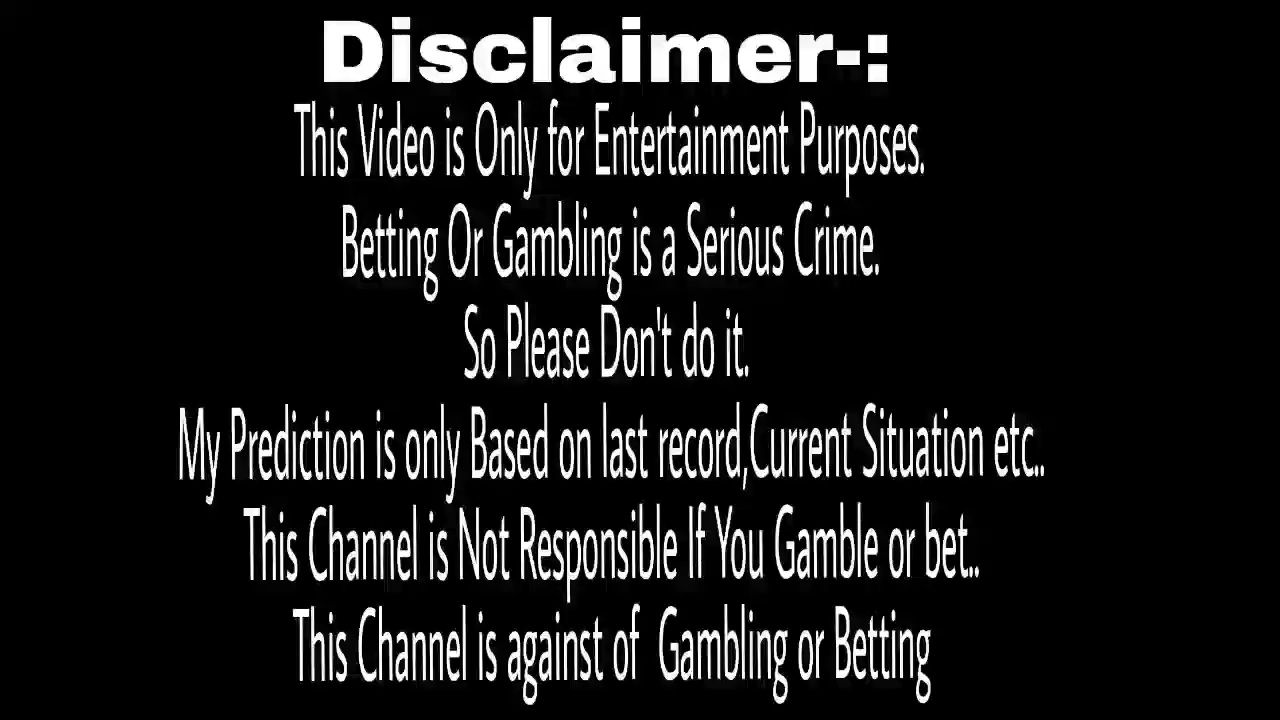 Disclaimer-:
This Video is Only for Entertainment Purposes.
Betting Or Gambling is a Serious Crime.
So Please Don't do it.
My Prediction is only Based on last record,Current Situation etc..
This Channel is Not Responsible If You Gamble or bet..
This Channel is against of  Gambling or Betting